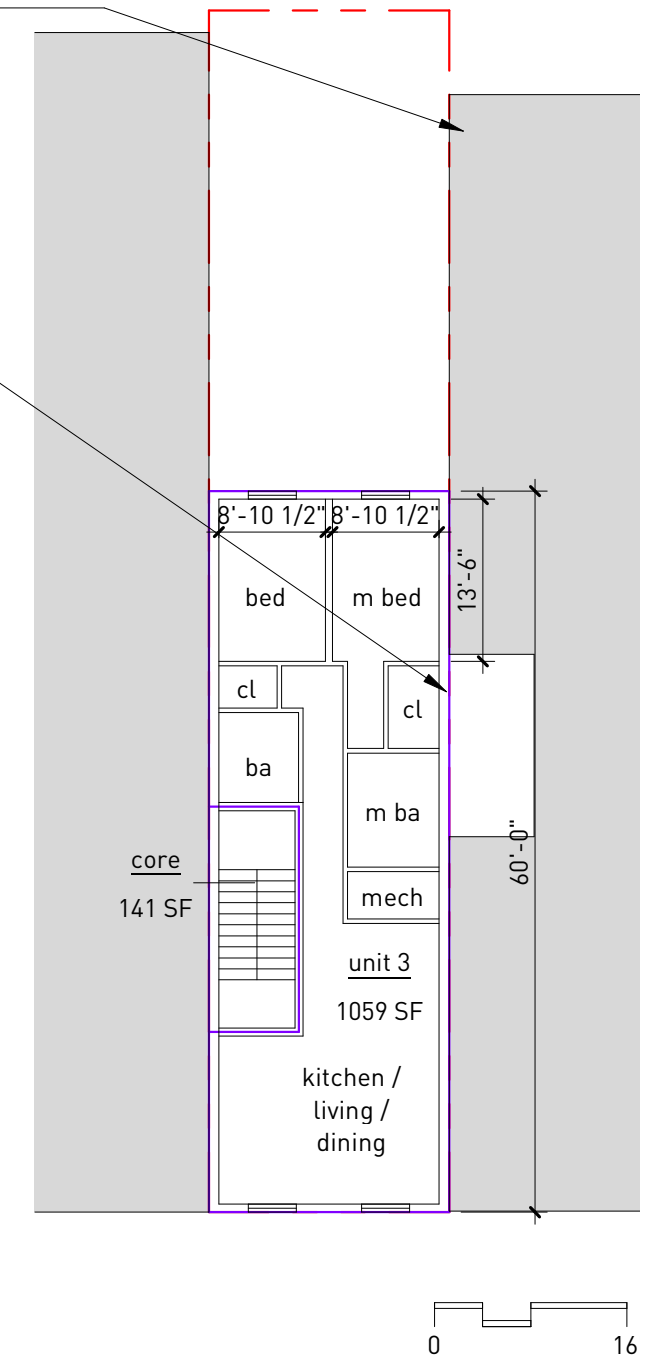 8'-10 1/2" 8'-10 1/2"
13'-6"
bed
m bed
cl
cl
ba
m ba
60'-0"
core
141 SF
mech
unit 3
1059 SF
kitchen /
living /
dining
0
16